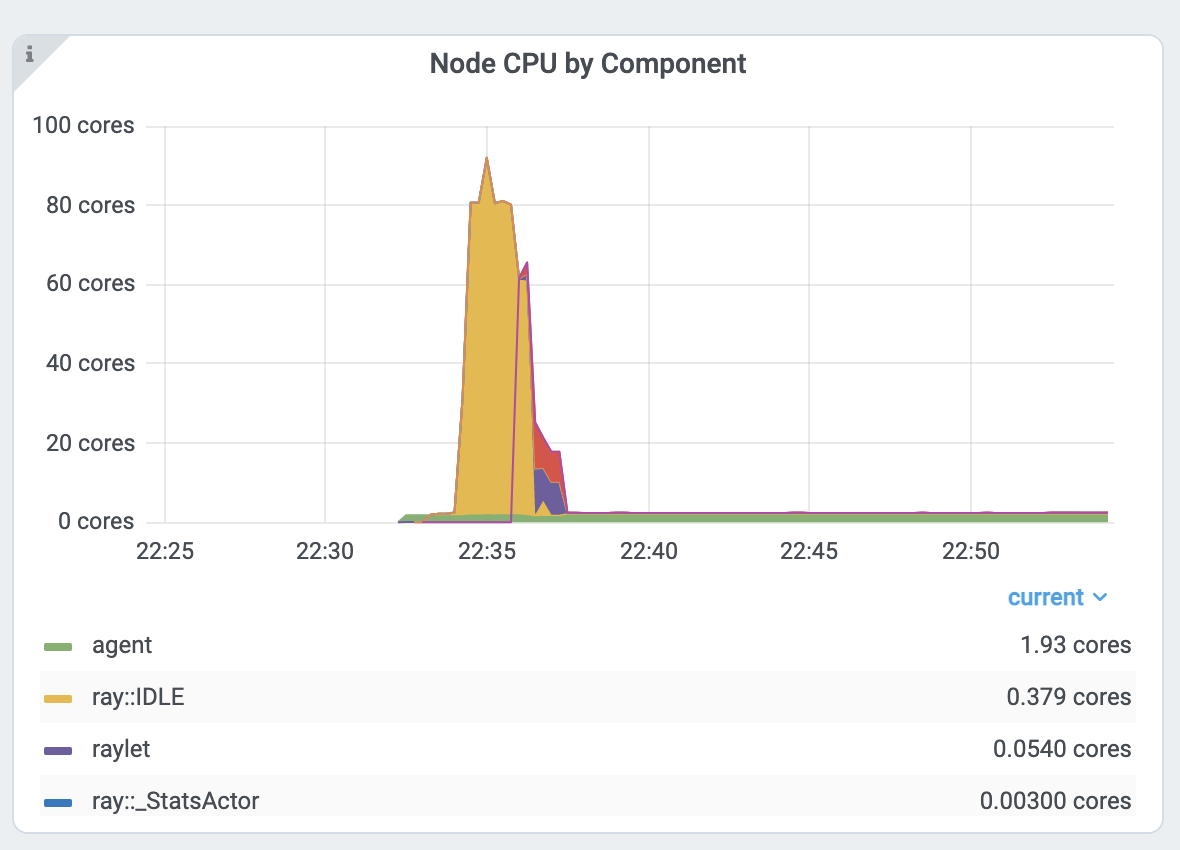 i
Node CPU by Component
100 cores
80 cores
60 cores
40 cores
20 cores
0 cores
22:25 22:30 22:35 22:40 22:45 22:50
current
agent 1.93 cores
ray::IDLE 0.379 cores
raylet 0.0540 cores
ray::_StatsActor 0.00300 cores